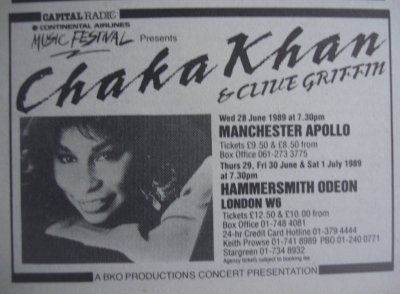 CAPITAL RADIO
& CONTINENTAL AIRLINES
MUSIC FESTIVAL Presents
Chaka Khan
& CLIVE GRIFFIN
Wed 28 June 1989 at 7.30pm
MANCHESTER APOLLO
Tickets £9.50 & £8.50 from
Box Office 061-273 3775
Thurs 29, Fri 30 June & Sat 1 July 1989
at 7.30pm
HAMMERSMITH ODEON
LONDON W6
Tickets £12.50 & £10.00 from
Box Office 01-748 4081
24-hr Credit Card Hotline 01-379 4444
Keith Prowse 01-741 8989 PBO 01-240 0771
Stargreen 01-734 8932
Agency tickets subject to booking fee
A BKO PRODUCTIONS CONCERT PRESENTATION